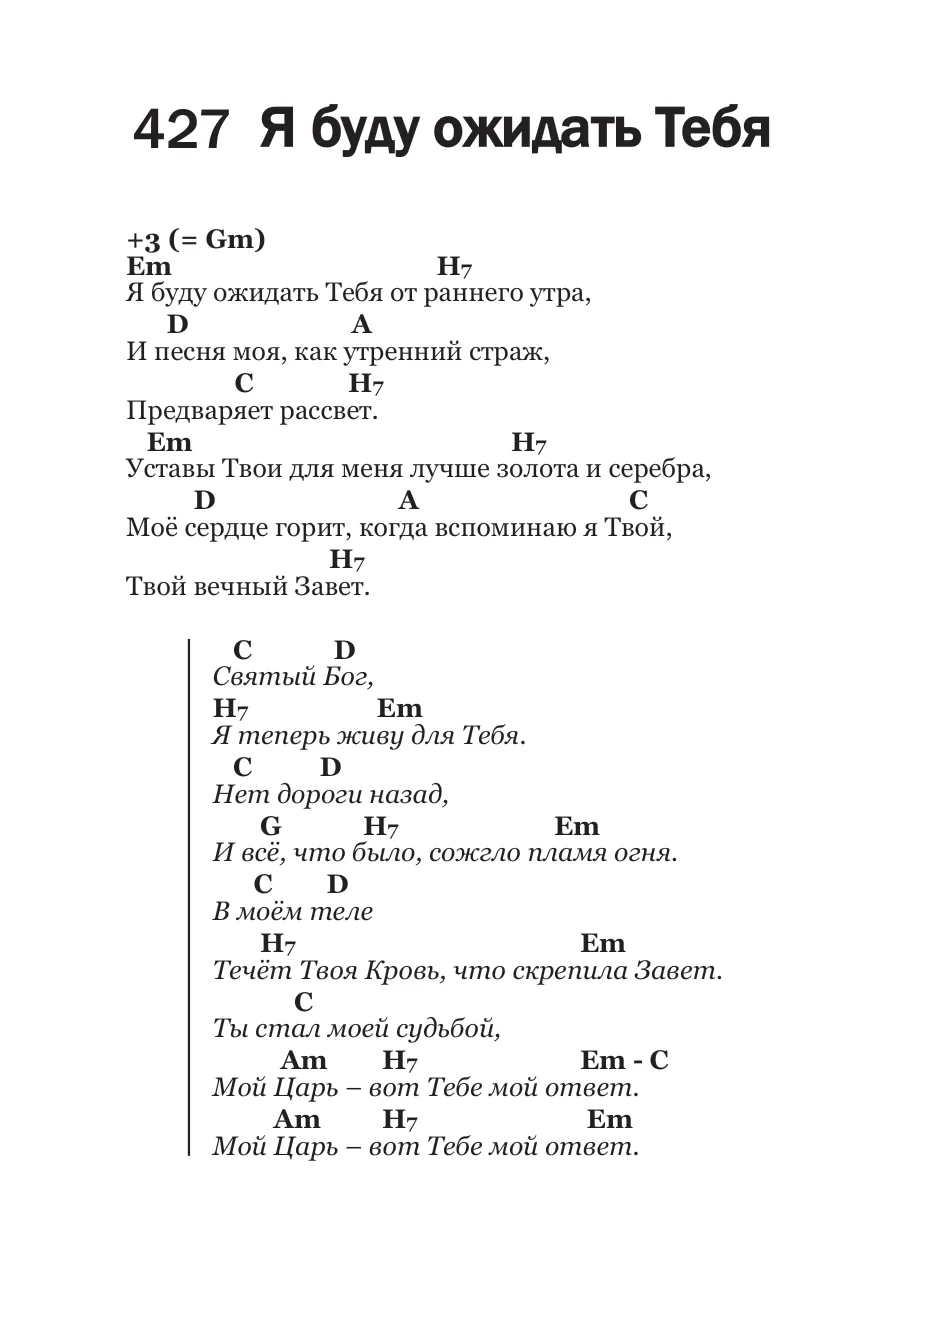 427 Я буду ожидать Тебя
+3 (= Gm)
Em H7
Я буду ожидать Тебя от раннего утра,
D A
И песня моя, как утренний страж,
C H7
Предваряет рассвет.
Em H7
Уставы Твои для меня лучше золота и серебра,
D A C
Моё сердце горит, когда вспоминаю я Твой,
H7
Твой вечный Завет.
C D
Святый Бог,
H7 Em
Я теперь живу для Тебя.
C D
Нет дороги назад,
G H7 Em
И всё, что было, сожгло пламя огня.
C D
В моём теле
H7 Em
Течёт Твоя Кровь, что скрепила Завет.
C
Ты стал моей судьбой,
Am H7 Em - C
Мой Царь – вот Тебе мой ответ.
Am H7 Em
Мой Царь – вот Тебе мой ответ.